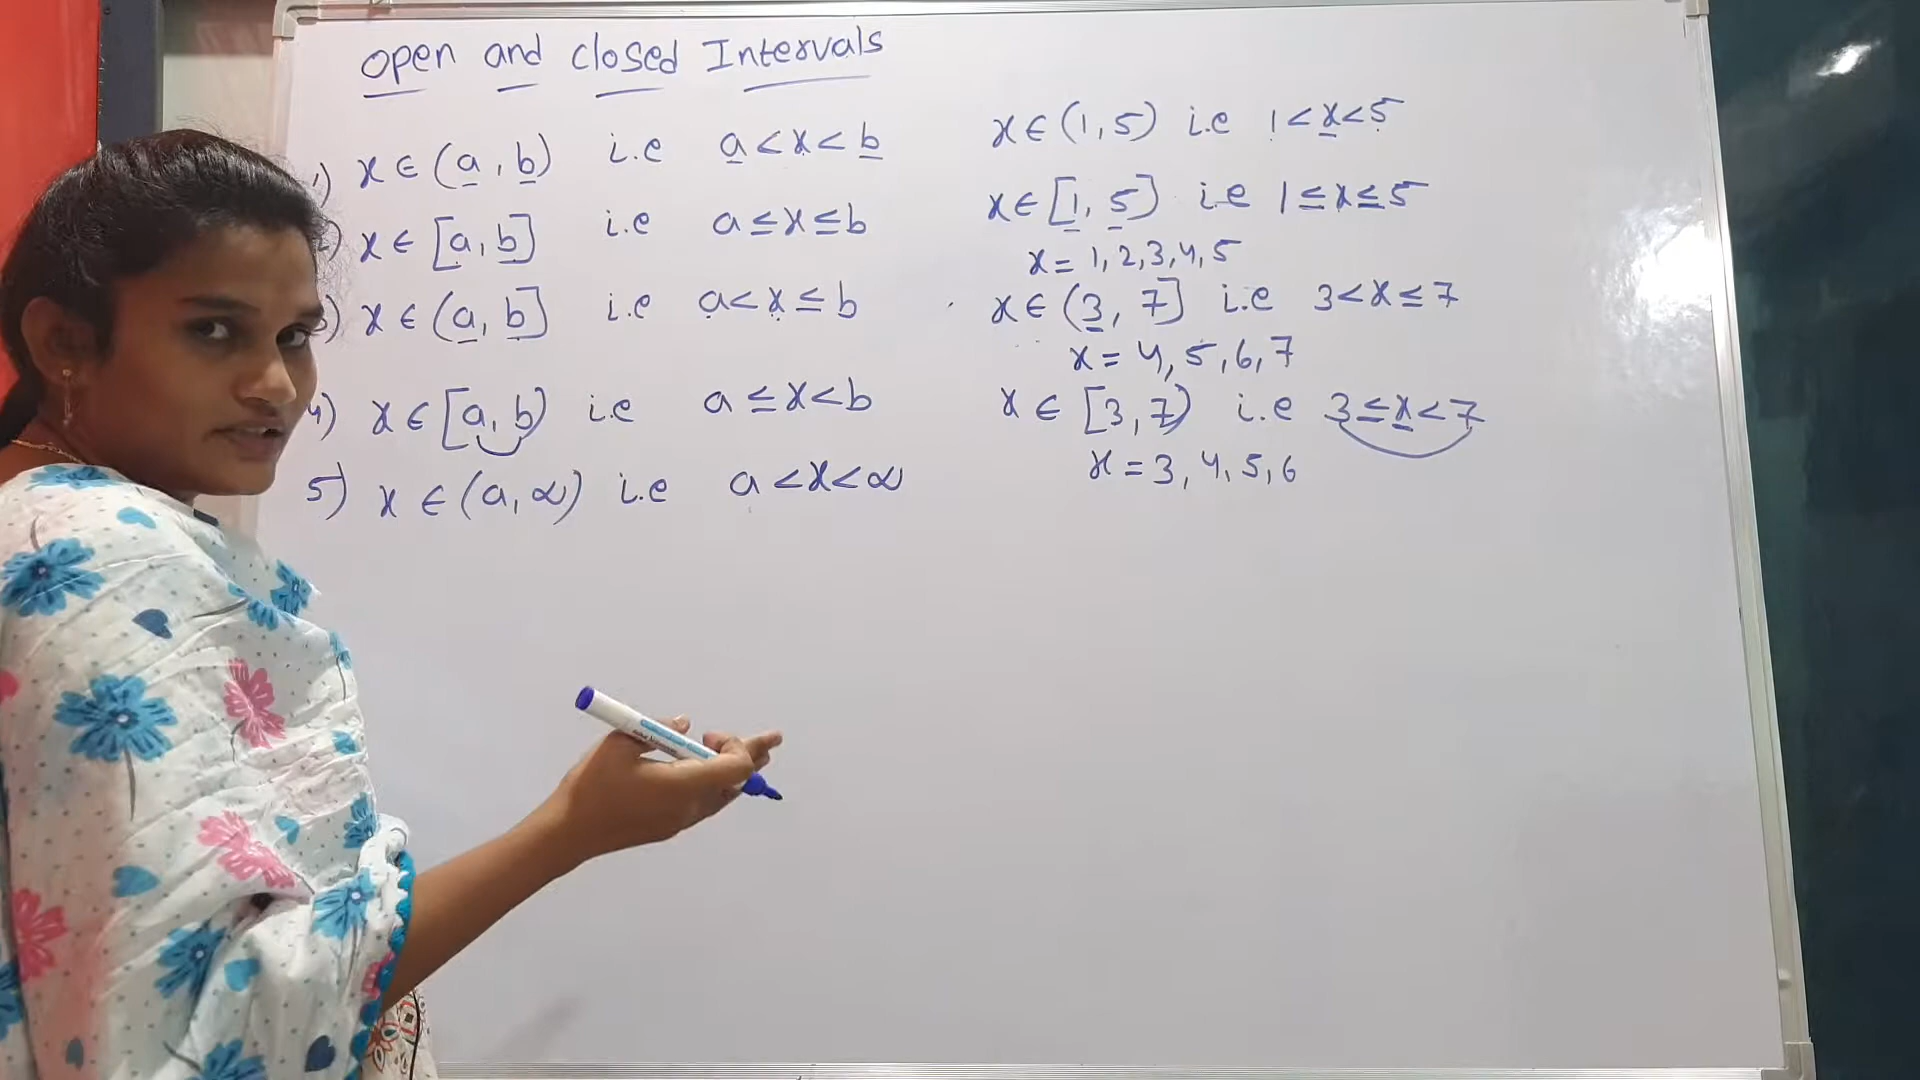 Open and closed Intervals
1) x ∈ (a, b) i.e a < x < b
2) x ∈ [a, b] i.e a ≤ x ≤ b
3) x ∈ (a, b] i.e a < x ≤ b
4) x ∈ [a, b) i.e a ≤ x < b
5) x ∈ (a, ∞) i.e a < x < ∞
x ∈ (1, 5) i.e 1 < x < 5
x ∈ [1, 5] i.e 1 ≤ x ≤ 5
x = 1, 2, 3, 4, 5
x ∈ (3, 7] i.e 3 < x ≤ 7
x = 4, 5, 6, 7
x ∈ [3, 7) i.e 3 ≤ x < 7
x = 3, 4, 5, 6